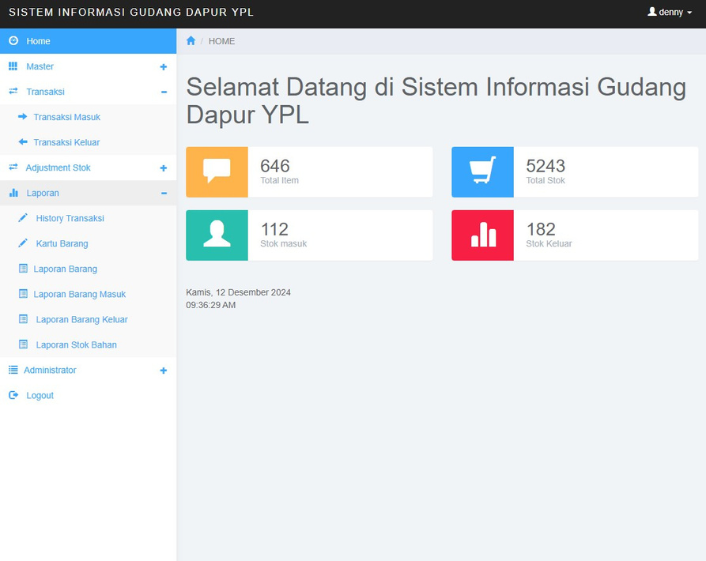 SISTEM INFORMASI GUDANG DAPUR YPL
denny
Home
Master
Transaksi
Transaksi Masuk
Transaksi Keluar
Adjustment Stok
Laporan
History Transaksi
Kartu Barang
Laporan Barang
Laporan Barang Masuk
Laporan Barang Keluar
Laporan Stok Bahan
Administrator
Logout
/ HOME
Selamat Datang di Sistem Informasi Gudang
Dapur YPL
646
Total Item
5243
Total Stok
112
Stok masuk
182
Stok Keluar
Kamis, 12 Desember 2024
09:36:29 AM